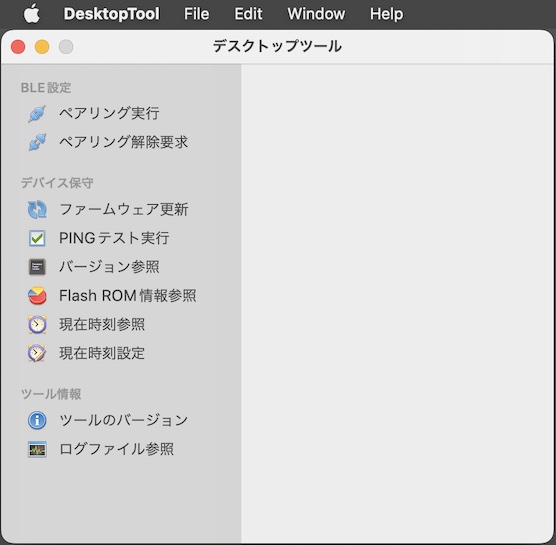 DesktopTool File Edit Window Help
デスクトップツール
BLE設定
ペアリング実行
ペアリング解除要求
デバイス保守
ファームウェア更新
PINGテスト実行
バージョン参照
Flash ROM情報参照
現在時刻参照
現在時刻設定
ツール情報
ツールのバージョン
ログファイル参照